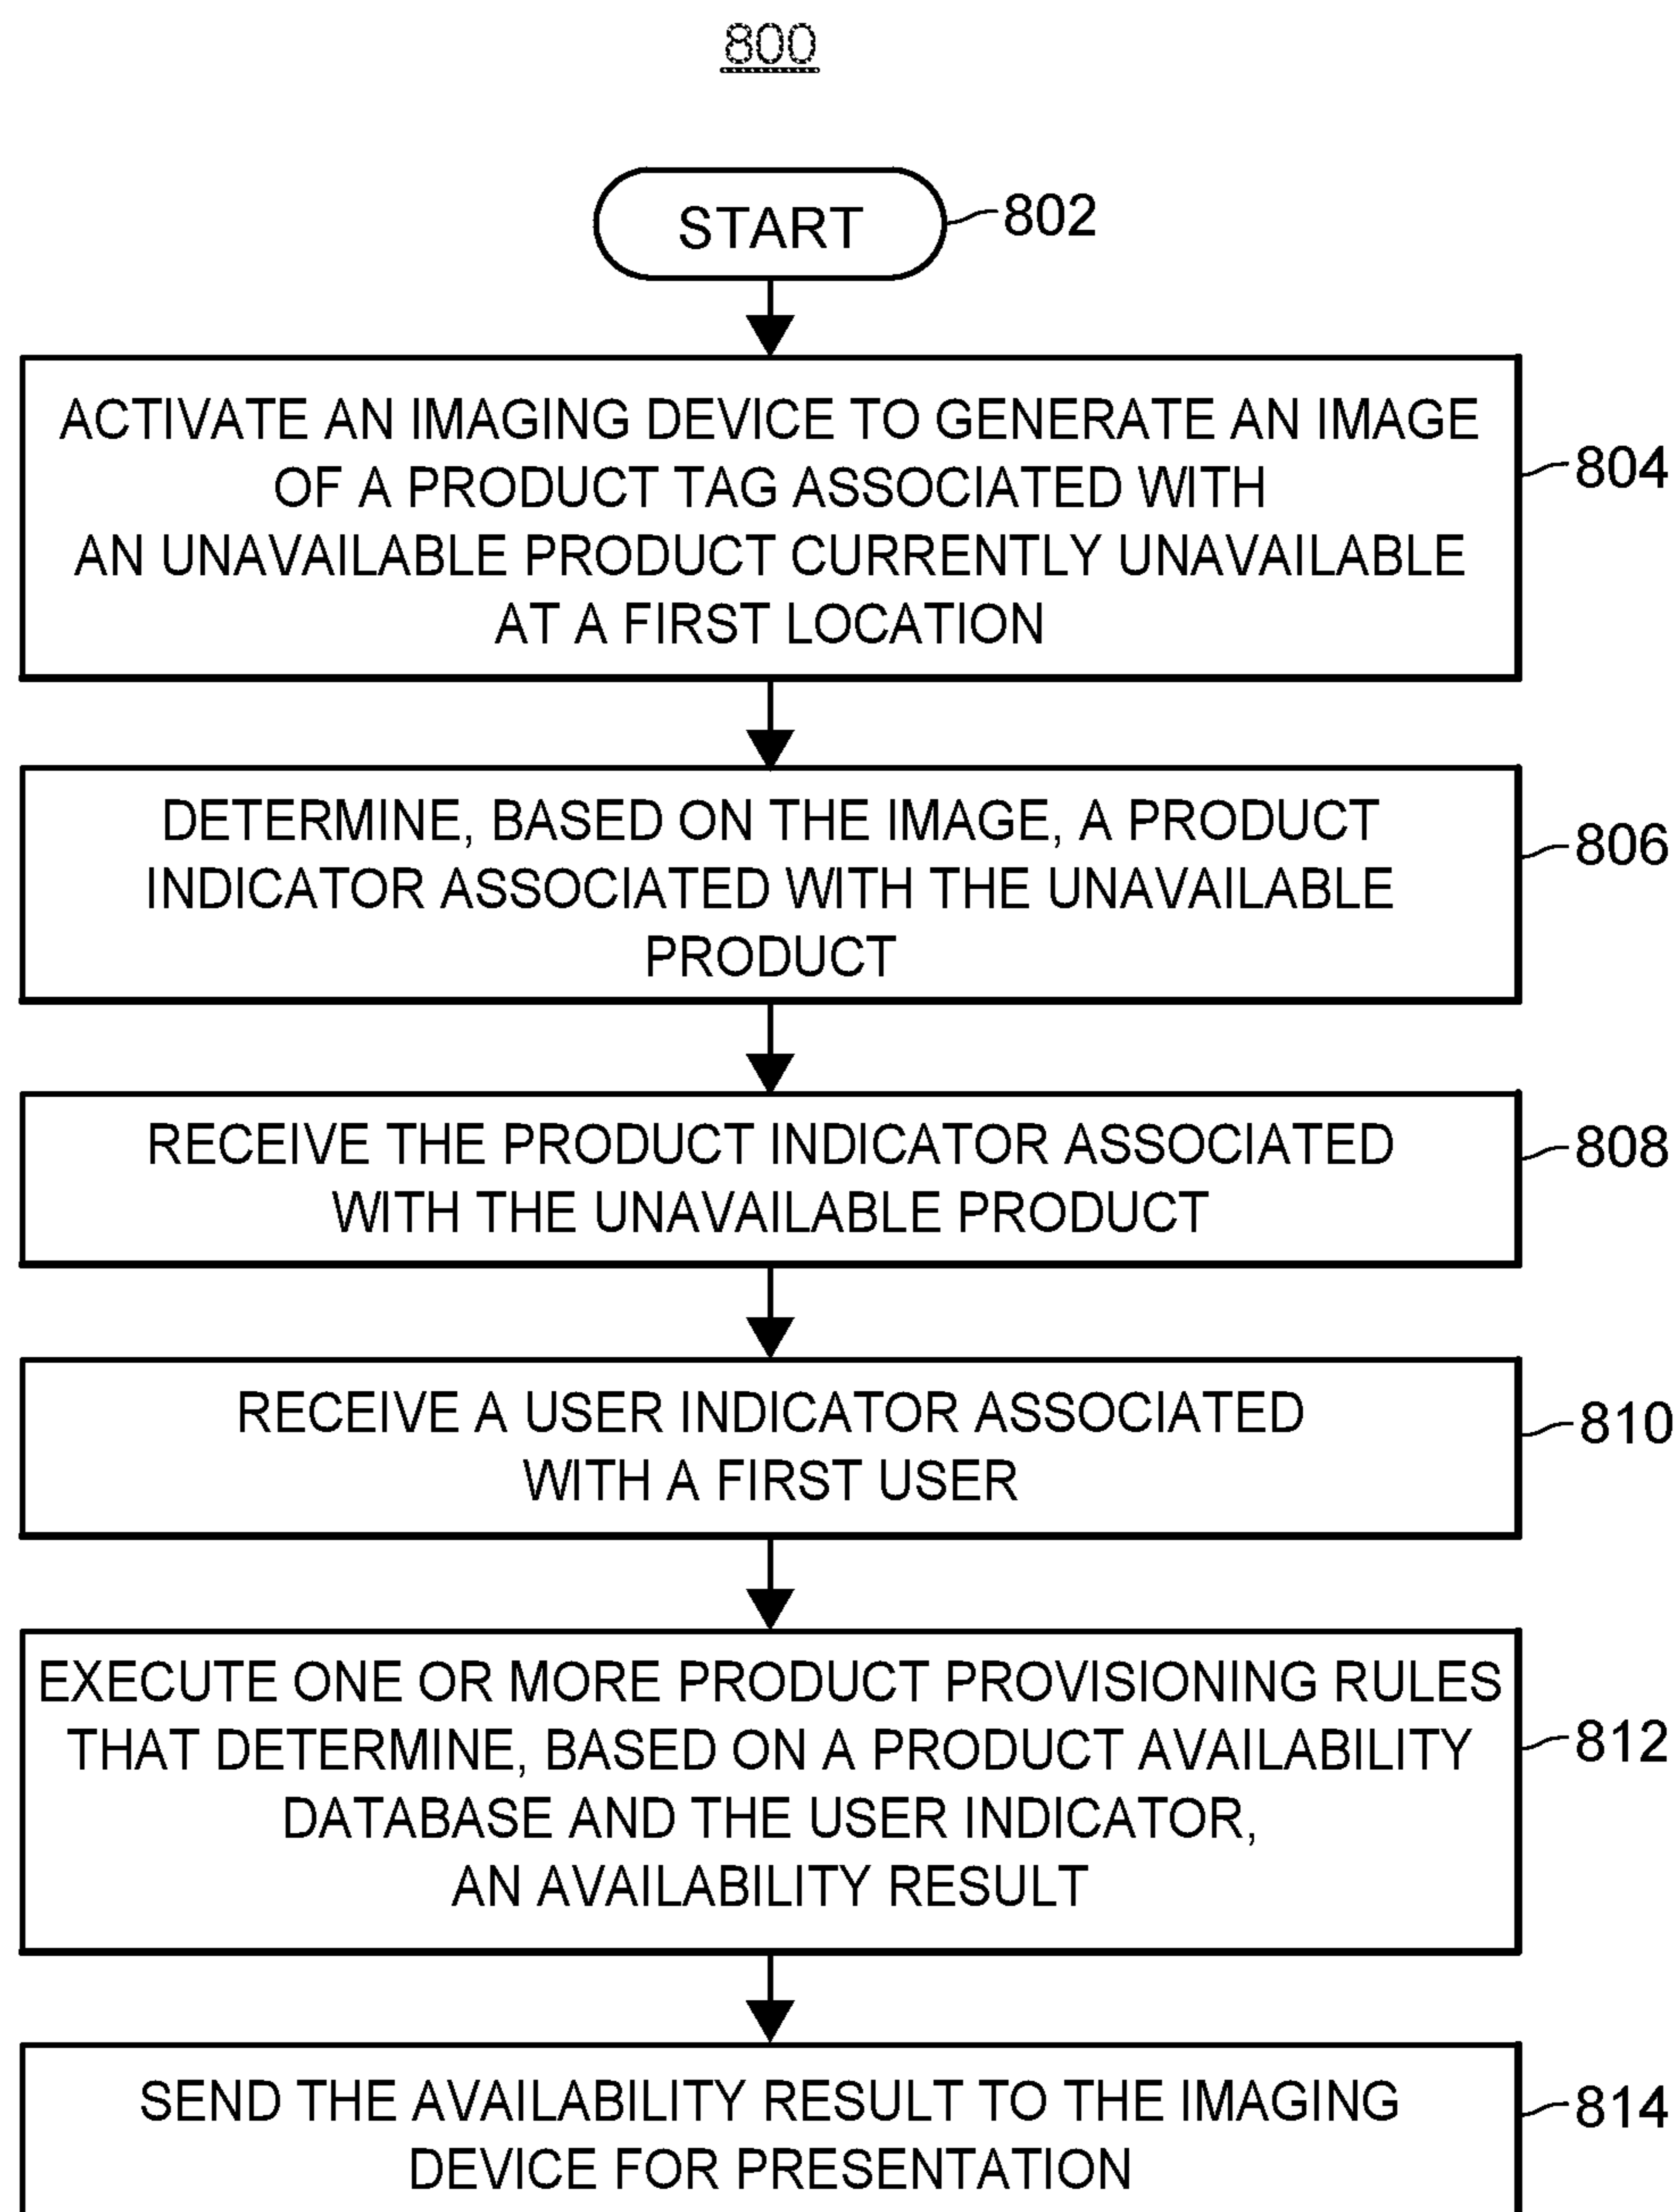 800
START
802
ACTIVATE AN IMAGING DEVICE TO GENERATE AN IMAGE
OF A PRODUCT TAG ASSOCIATED WITH
AN UNAVAILABLE PRODUCT CURRENTLY UNAVAILABLE
AT A FIRST LOCATION
804
DETERMINE, BASED ON THE IMAGE, A PRODUCT
INDICATOR ASSOCIATED WITH THE UNAVAILABLE
PRODUCT
806
RECEIVE THE PRODUCT INDICATOR ASSOCIATED
WITH THE UNAVAILABLE PRODUCT
808
RECEIVE A USER INDICATOR ASSOCIATED
WITH A FIRST USER
810
EXECUTE ONE OR MORE PRODUCT PROVISIONING RULES
THAT DETERMINE, BASED ON A PRODUCT AVAILABILITY
DATABASE AND THE USER INDICATOR,
AN AVAILABILITY RESULT
812
SEND THE AVAILABILITY RESULT TO THE IMAGING
DEVICE FOR PRESENTATION
814